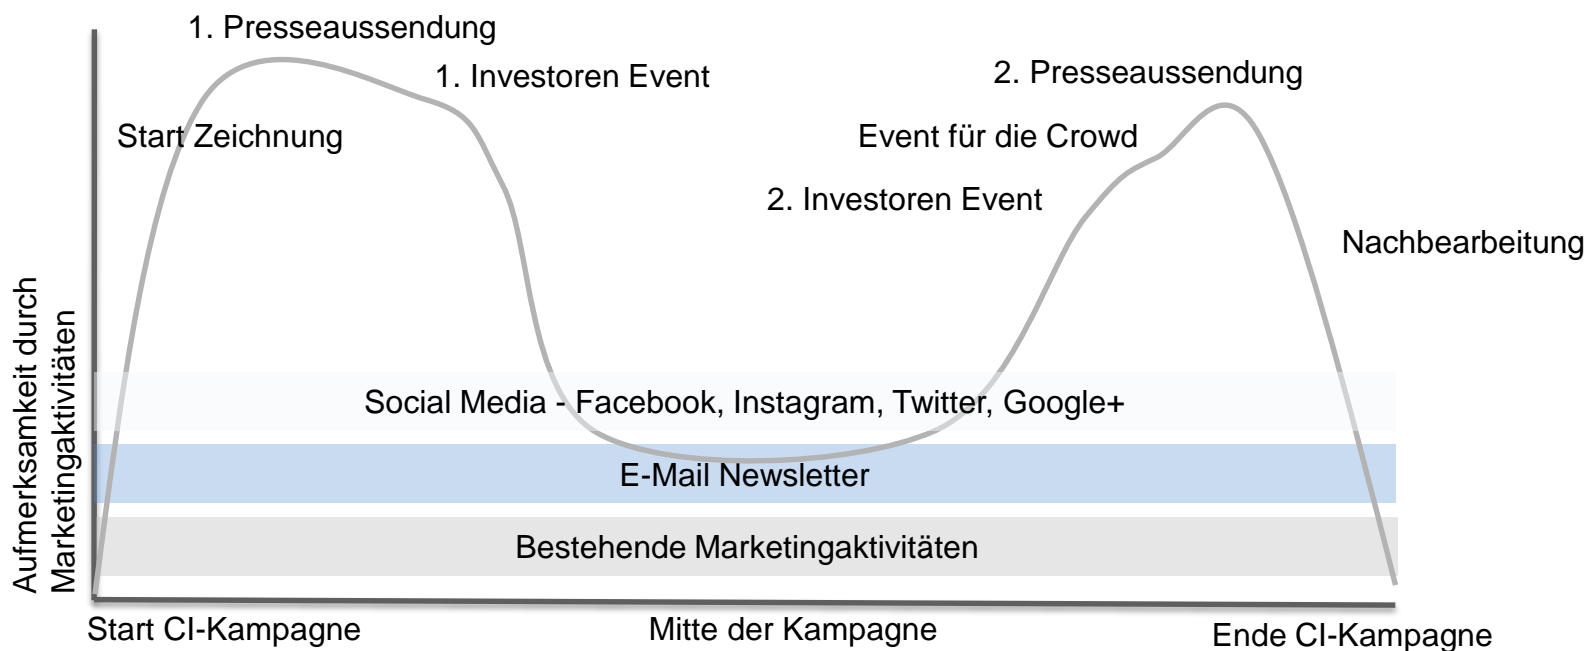 1. Presseaussendung
1. Investoren Event
2. Presseaussendung
Start Zeichnung
Event für die Crowd
2. Investoren Event
Nachbearbeitung
Aufmerksamkeit durch
Marketingaktivitäten
Social Media - Facebook, Instagram, Twitter, Google+
E-Mail Newsletter
Bestehende Marketingaktivitäten
Start CI-Kampagne
Mitte der Kampagne
Ende CI-Kampagne